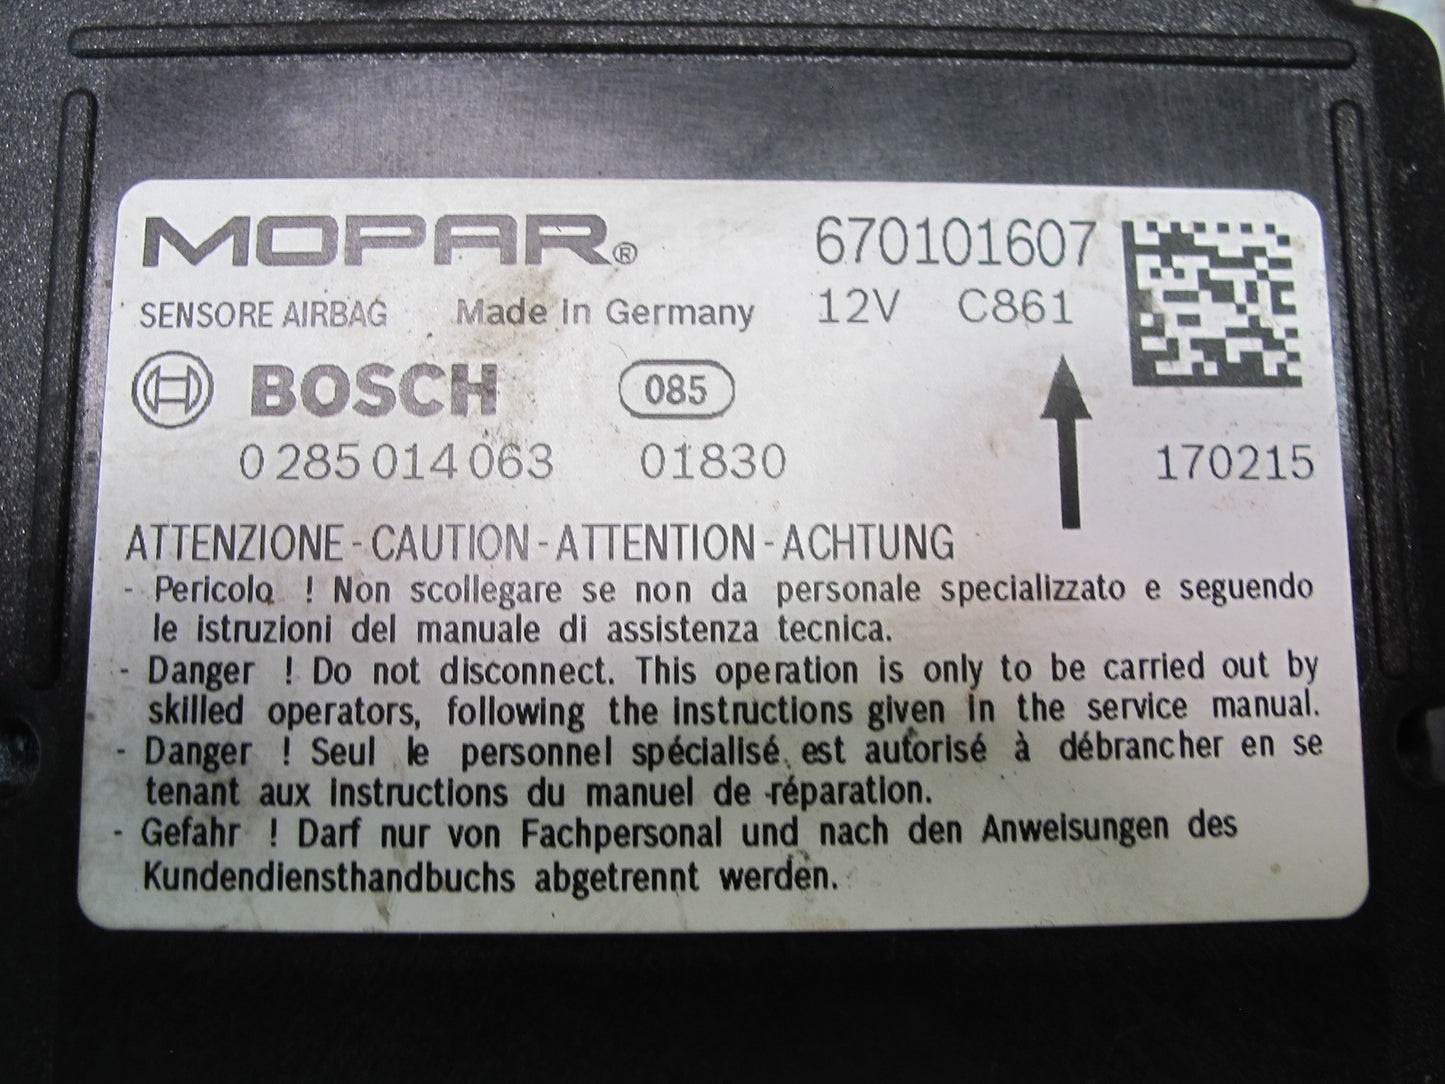 MOPAR® 670101607
SENSORE AIRBAG Made In Germany 12V C861
BOSCH 085
0 285 014 063 01830 170215
ATTENZIONE - CAUTION - ATTENTION - ACHTUNG
- Pericolo ! Non scollegare se non da personale specializzato e seguendo
le istruzioni del manuale di assistenza tecnica.
- Danger ! Do not disconnect. This operation is only to be carried out by
skilled operators, following the instructions given in the service manual.
- Danger ! Seul le personnel spécialisé est autorisé à débrancher en se
tenant aux instructions du manuel de réparation.
- Gefahr ! Darf nur von Fachpersonal und nach den Anweisungen des
Kundendiensthandbuchs abgetrennt werden.